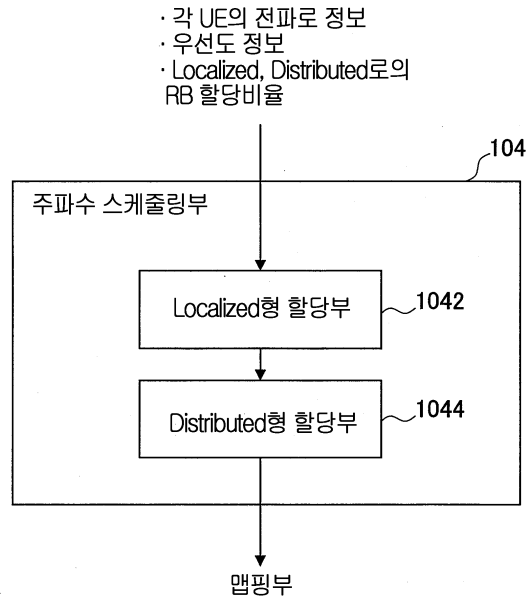 · 각 UE의 전파로 정보
· 우선도 정보
· Localized, Distributed로의
RB 할당비율
104
주파수 스케줄링부
Localized형 할당부
1042
Distributed형 할당부
1044
맵핑부